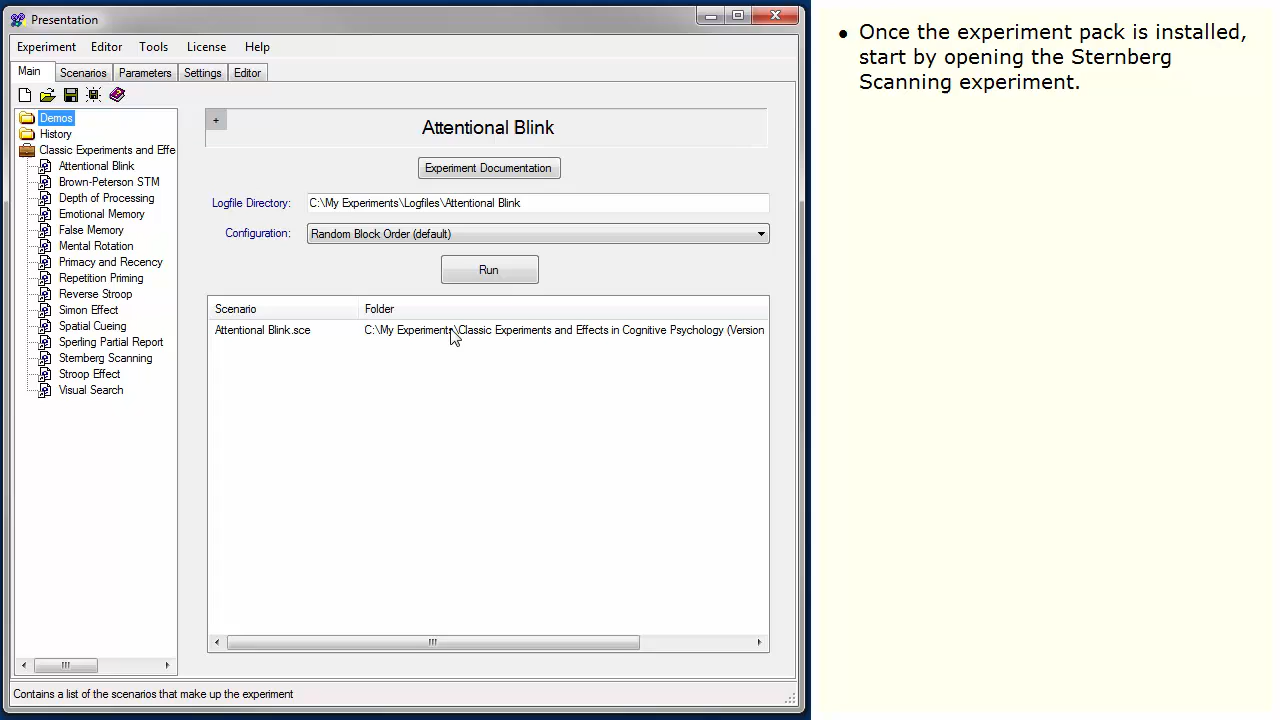 Presentation
Experiment Editor Tools License Help
Main Scenarios Parameters Settings Editor
Demos
History
Classic Experiments and Effe
Attentional Blink
Brown-Peterson STM
Depth of Processing
Emotional Memory
False Memory
Mental Rotation
Primacy and Recency
Repetition Priming
Reverse Stroop
Simon Effect
Spatial Cueing
Sperling Partial Report
Sternberg Scanning
Stroop Effect
Visual Search
+
Attentional Blink
Experiment Documentation
Logfile Directory: C:\My Experiments\Logfiles\Attentional Blink
Configuration: Random Block Order (default)
Run
Scenario Folder
Attentional Blink.sce C:\My Experiments\Classic Experiments and Effects in Cognitive Psychology (Version
Contains a list of the scenarios that make up the experiment
• Once the experiment pack is installed,
start by opening the Sternberg
Scanning experiment.